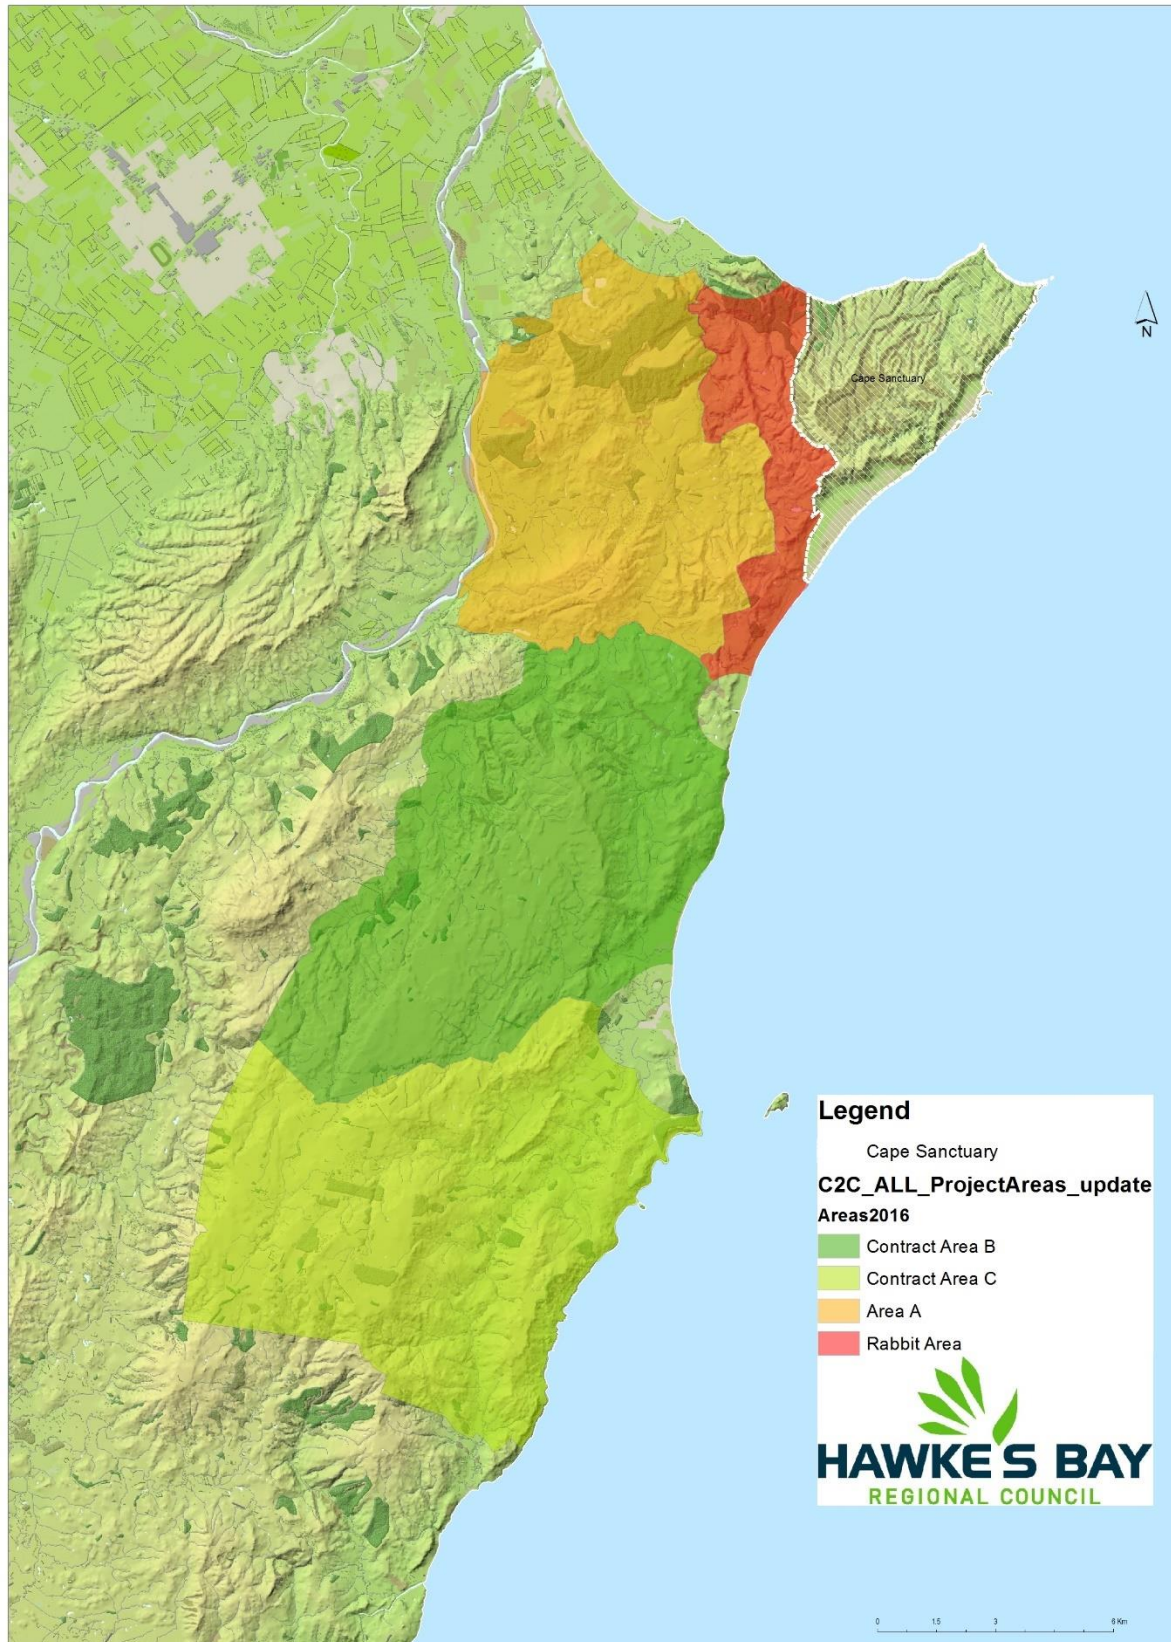 Cape Sanctuary
N
Legend
Cape Sanctuary
C2C_ALL_ProjectAreas_update
Areas2016
Contract Area B
Contract Area C
Area A
Rabbit Area
HAWKE'S BAY
REGIONAL COUNCIL
0 1.5 3 6 Km